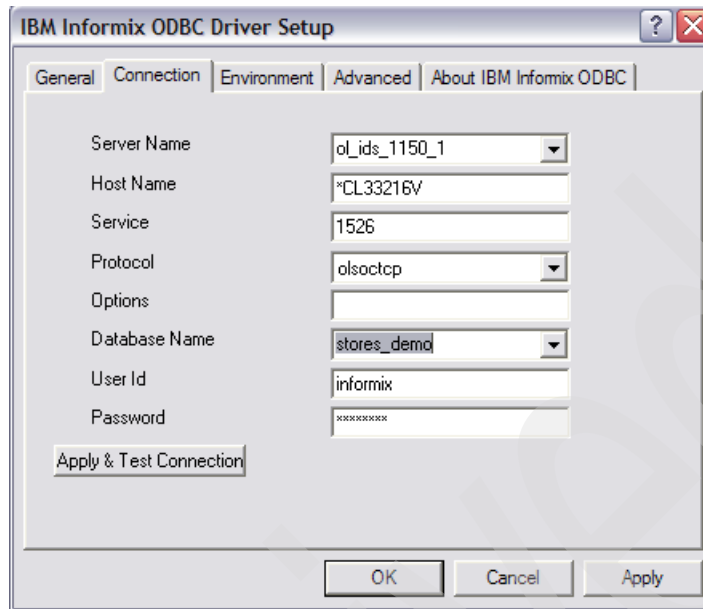 IBM Informix ODBC Driver Setup
General Connection Environment Advanced About IBM Informix ODBC
Server Name ol_ids_1150_1
Host Name *CL33216V
Service 1526
Protocol olsoctcp
Options
Database Name stores_demo
User Id informix
Password ××××××××
Apply & Test Connection
OK Cancel Apply